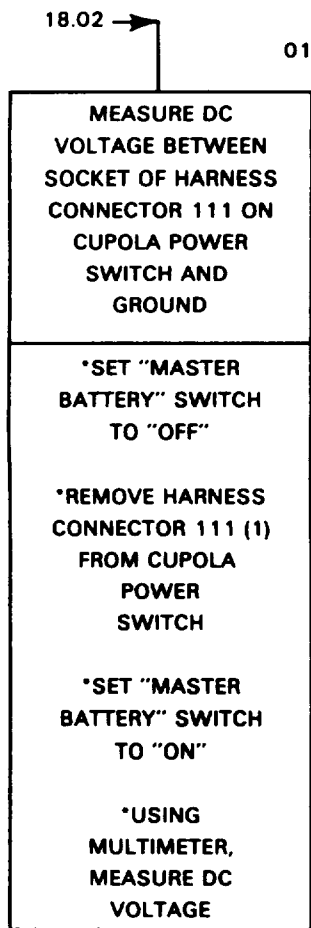 18.02
01
MEASURE DC
VOLTAGE BETWEEN
SOCKET OF HARNESS
CONNECTOR 111 ON
CUPOLA POWER
SWITCH AND
GROUND
*SET "MASTER
BATTERY" SWITCH
TO "OFF"
*REMOVE HARNESS
CONNECTOR 111 (1)
FROM CUPOLA
POWER
SWITCH
*SET "MASTER
BATTERY" SWITCH
TO "ON"
*USING
MULTIMETER,
MEASURE DC
VOLTAGE